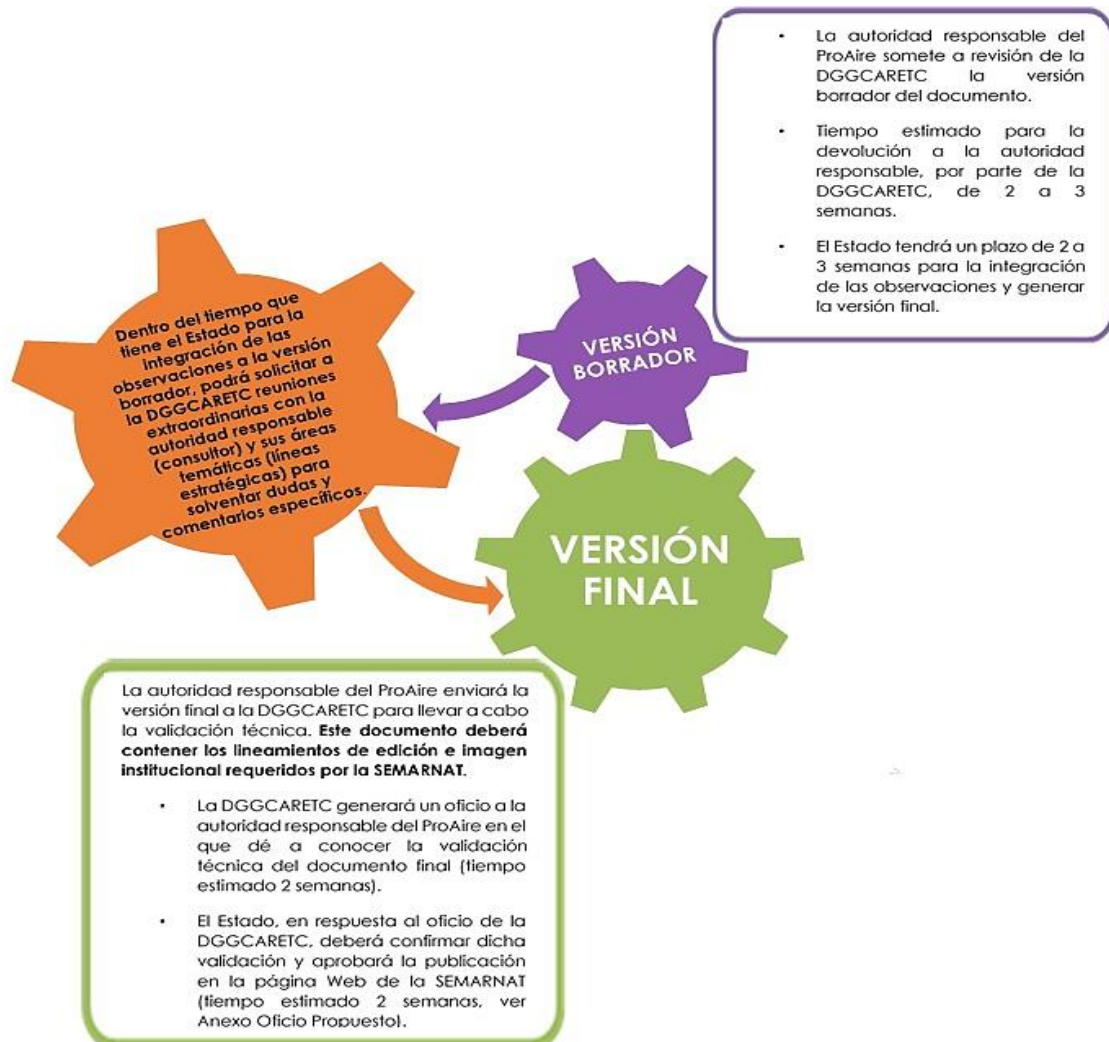 • La autoridad responsable del
ProAire somete a revisión de la
DGGCARETC la versión
borrador del documento.
• Tiempo estimado para la
devolución a la autoridad
responsable, por parte de la
DGGCARETC, de 2 a 3
semanas.
• El Estado tendrá un plazo de 2 a
3 semanas para la integración
de las observaciones y generar
la versión final.
VERSIÓN
BORRADOR
Dentro del tiempo que
tiene el Estado para la
integración de las
observaciones a la versión
borrador, podrá solicitar a
la DGGCARETC reuniones
extraordinarias con la
autoridad responsable
(consultor) y sus áreas
temáticas (líneas
estratégicas) para
solventar dudas y
comentarios específicos.
VERSIÓN
FINAL
La autoridad responsable del ProAire enviará la
versión final a la DGGCARETC para llevar a cabo
la validación técnica. Este documento deberá
contener los lineamientos de edición e imagen
institucional requeridos por la SEMARNAT.
• La DGGCARETC generará un oficio a la
autoridad responsable del ProAire en el
que dé a conocer la validación
técnica del documento final (tiempo
estimado 2 semanas).
• El Estado, en respuesta al oficio de la
DGGCARETC, deberá confirmar dicha
validación y aprobará la publicación
en la página Web de la SEMARNAT
(tiempo estimado 2 semanas, ver
Anexo Oficio Propuesto).